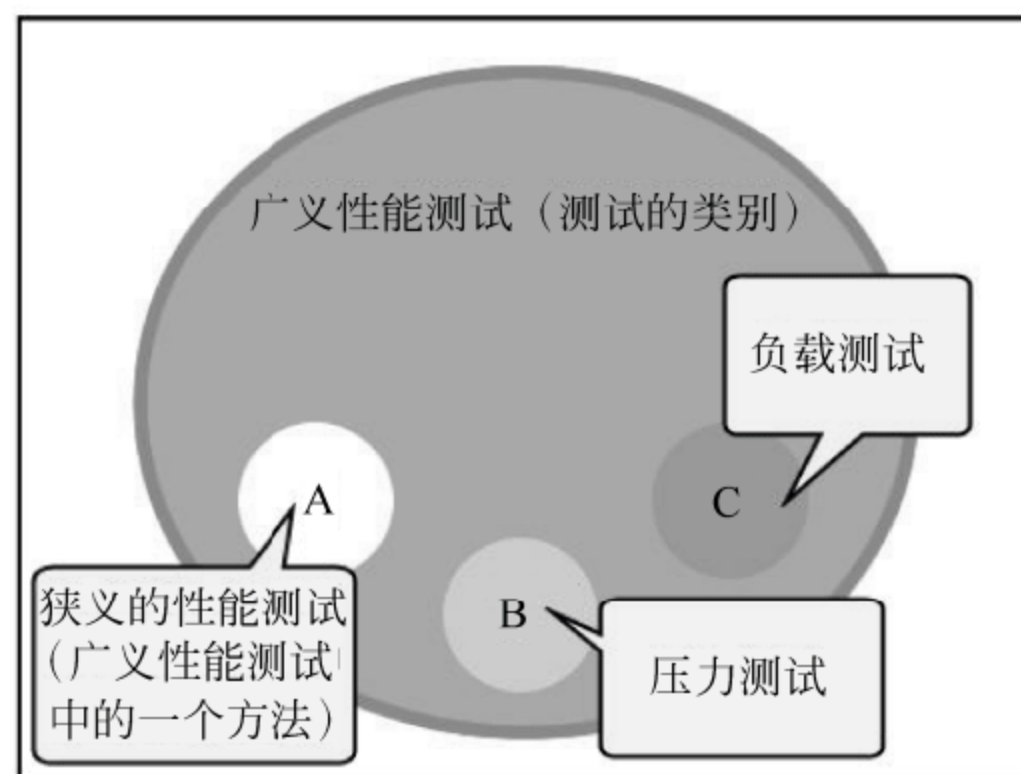 广义性能测试（测试的类别）
负载测试
A
C
狭义的性能测试
（广义性能测试
中的一个方法）
B
压力测试